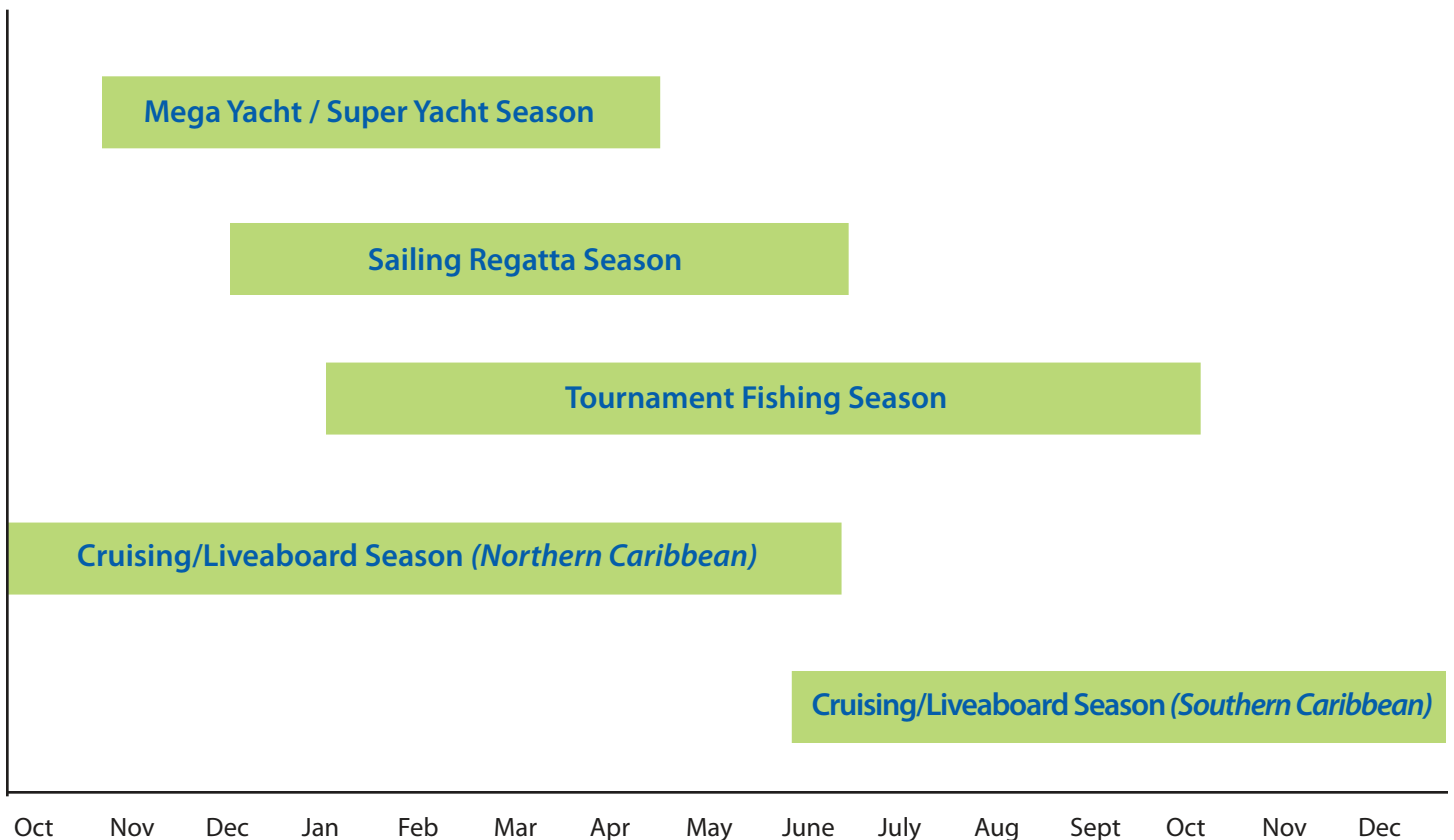 Mega Yacht / Super Yacht Season
Sailing Regatta Season
Tournament Fishing Season
Cruising/Liveaboard Season (Northern Caribbean)
Cruising/Liveaboard Season (Southern Caribbean)
Oct Nov Dec Jan Feb Mar Apr May June July Aug Sept Oct Nov Dec